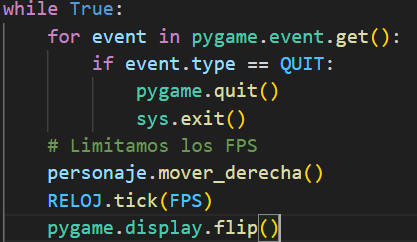 while True:
    for event in pygame.event.get():
        if event.type == QUIT:
            pygame.quit()
            sys.exit()
    # Limitamos los FPS
    personaje.mover_derecha()
    RELOJ.tick(FPS)
    pygame.display.flip()